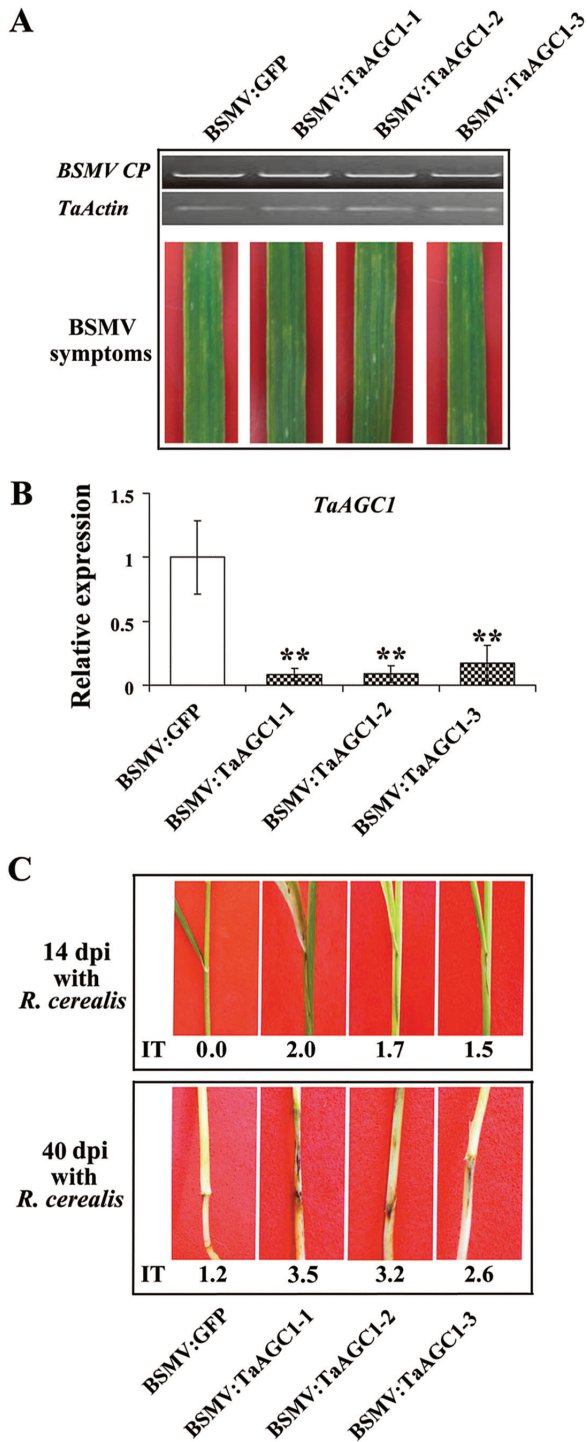 A
BSMV:GFP
BSMV:TaAGC1-1
BSMV:TaAGC1-2
BSMV:TaAGC1-3
BSMV CP
TaActin
BSMV
symptoms
B
TaAGC1
Relative expression
1.5
1
0.5
0
**
**
**
BSMV:GFP
BSMV:TaAGC1-1
BSMV:TaAGC1-2
BSMV:TaAGC1-3
C
14 dpi
with
R. cerealis
IT 0.0 2.0 1.7 1.5
40 dpi
with
R. cerealis
IT 1.2 3.5 3.2 2.6
BSMV:GFP
BSMV:TaAGC1-1
BSMV:TaAGC1-2
BSMV:TaAGC1-3